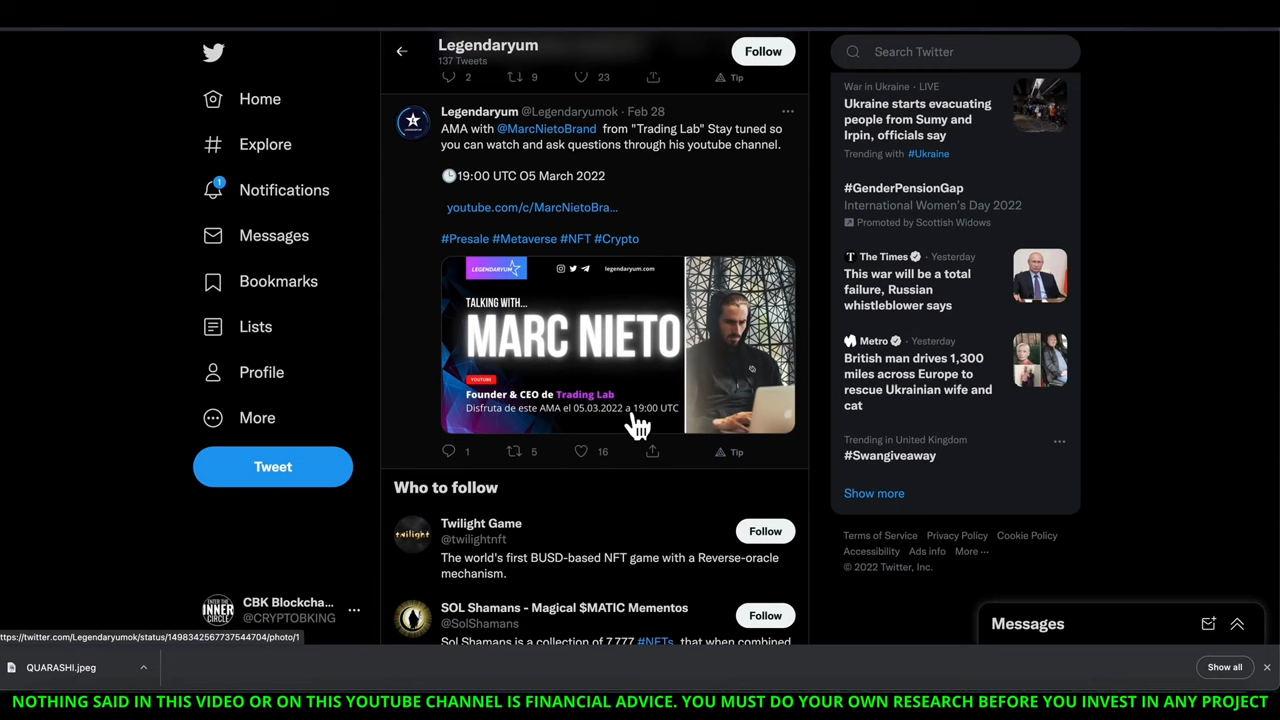 Legendaryum
137 Tweets
Follow
Search Twitter
2
9
23
Tip
Home
Explore
1
Notifications
Messages
Bookmarks
Lists
Profile
More
Tweet
CBK Blockcha...
@CRYPTOBKING
Legendaryum @Legendaryumok · Feb 28
AMA with @MarcNietoBrand from "Trading Lab" Stay tuned so
you can watch and ask questions through his youtube channel.
19:00 UTC O5 March 2022
youtube.com/c/MarcNietoBra...
#Presale #Metaverse #NFT #Crypto
LEGENDARYUM
legendaryum.com
TALKING WITH...
MARC NIETO
YOUTUBE
Founder & CEO de Trading Lab
Disfruta de este AMA el 05.03.2022 a 19:00 UTC
1
5
16
Tip
Who to follow
Twilight Game
@twilightnft
Follow
The world's first BUSD-based NFT game with a Reverse-oracle
mechanism.
SOL Shamans - Magical $MATIC Mementos
@SolShamans
Follow
Sol Shamans is a collection of 7,777 #NFTs, that when combined
War in Ukraine · LIVE
Ukraine starts evacuating
people from Sumy and
Irpin, officials say
Trending with #Ukraine
#GenderPensionGap
International Women's Day 2022
Promoted by Scottish Widows
The Times · Yesterday
This war will be a total
failure, Russian
whistleblower says
Metro · Yesterday
British man drives 1,300
miles across Europe to
rescue Ukrainian wife and
cat
Trending in United Kingdom
#Swangiveaway
Show more
Terms of Service Privacy Policy Cookie Policy
Accessibility Ads info More ...
© 2022 Twitter, Inc.
Messages
ttps://twitter.com/Legendaryumok/status/1498342567737544704/photo/1
QUARASHI.jpeg
Show all
NOTHING SAID IN THIS VIDEO OR ON THIS YOUTUBE CHANNEL IS FINANCIAL ADVICE. YOU MUST DO YOUR OWN RESEARCH BEFORE YOU INVEST IN ANY PROJECT